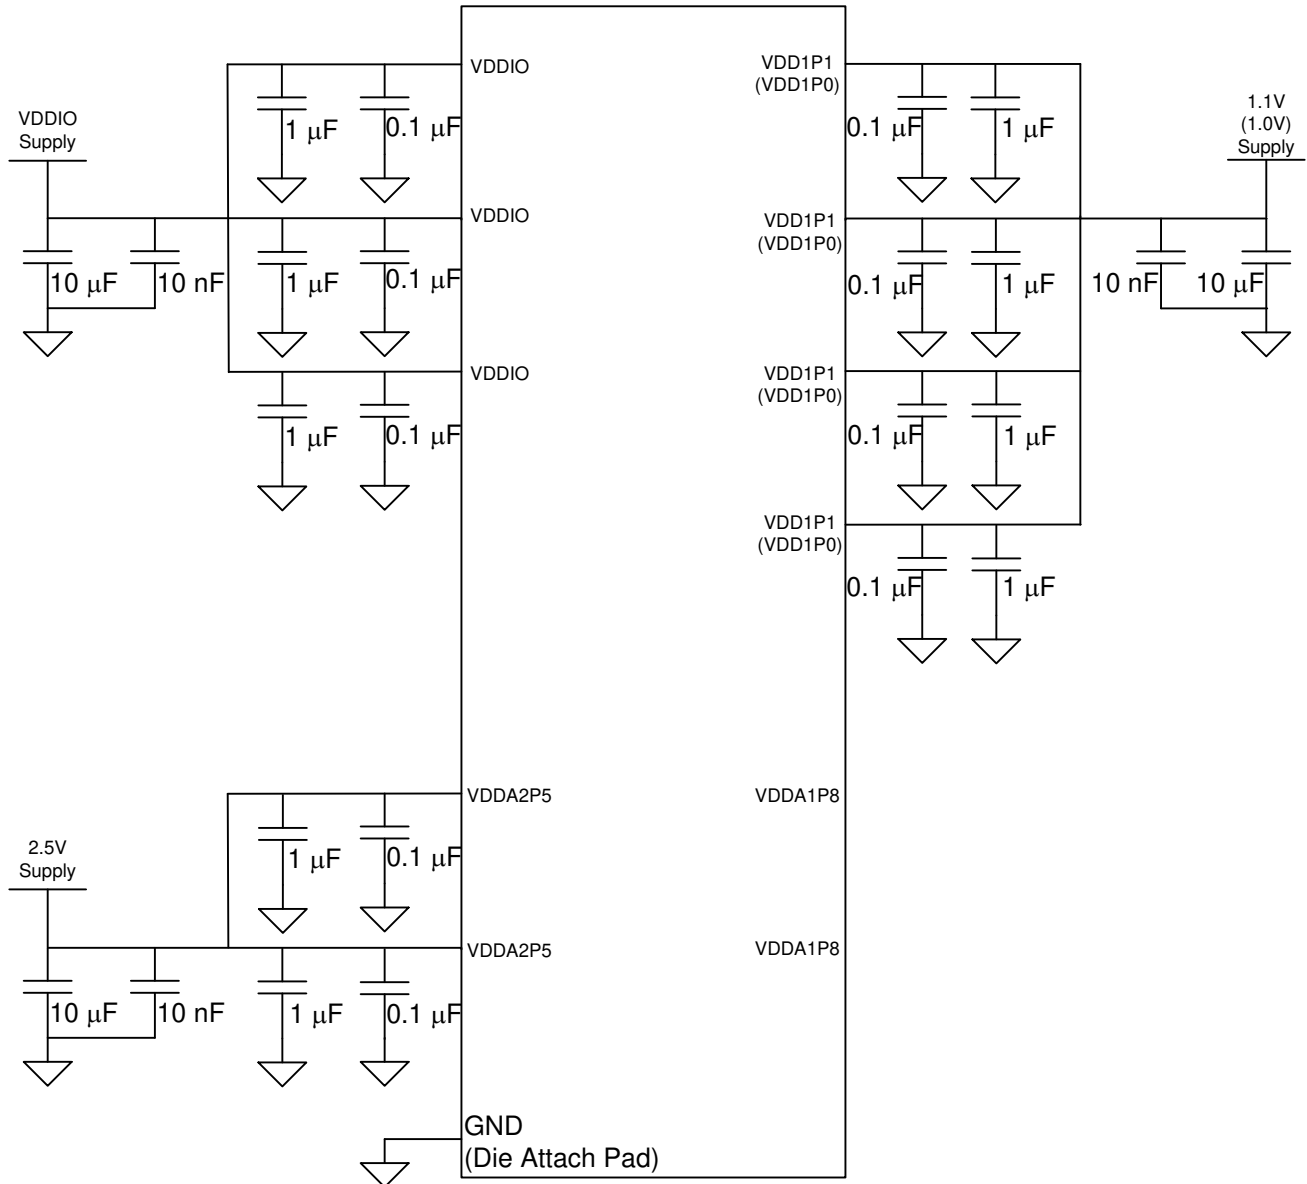 VDDIO
Supply
10 μF
10 nF
VDDIO
1 μF
0.1 μF
VDDIO
1 μF
0.1 μF
VDDIO
1 μF
0.1 μF
VDD1P1
(VDD1P0)
0.1 μF
1 μF
VDD1P1
(VDD1P0)
0.1 μF
1 μF
VDD1P1
(VDD1P0)
0.1 μF
1 μF
VDD1P1
(VDD1P0)
0.1 μF
1 μF
1.1V
(1.0V)
Supply
10 nF
10 μF
2.5V
Supply
10 μF
10 nF
VDDA2P5
1 μF
0.1 μF
VDDA2P5
1 μF
0.1 μF
VDDA1P8
VDDA1P8
GND
(Die Attach Pad)